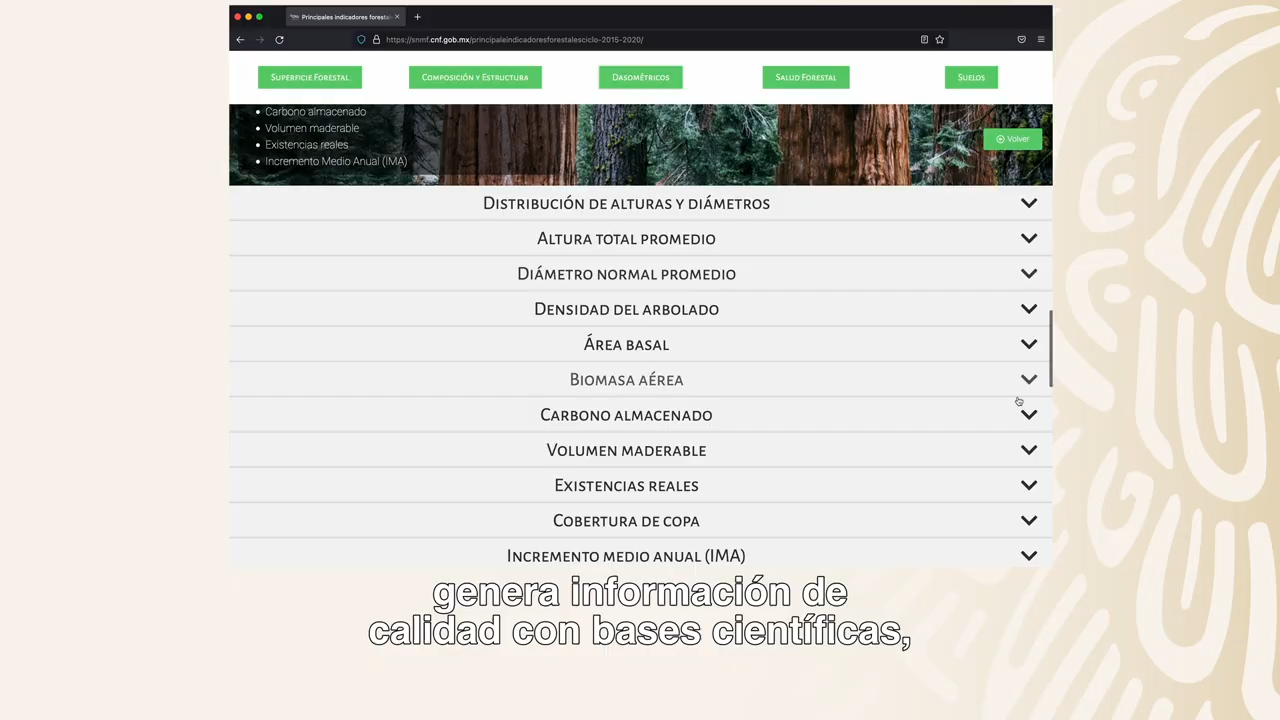 Principales indicadores forestal
https://snmf.cnf.gob.mx/principaleindicadoresforestalesciclo-2015-2020/
Superficie Forestal
Composición y Estructura
Dasométricos
Salud Forestal
Suelos
Carbono almacenado
Volumen maderable
Existencias reales
Incremento Medio Anual (IMA)
Volver
Distribución de alturas y diámetros
Altura total promedio
Diámetro normal promedio
Densidad del arbolado
Área basal
Biomasa aérea
Carbono almacenado
Volumen maderable
Existencias reales
Cobertura de copa
Incremento medio anual (IMA)
genera información de
calidad con bases científicas,